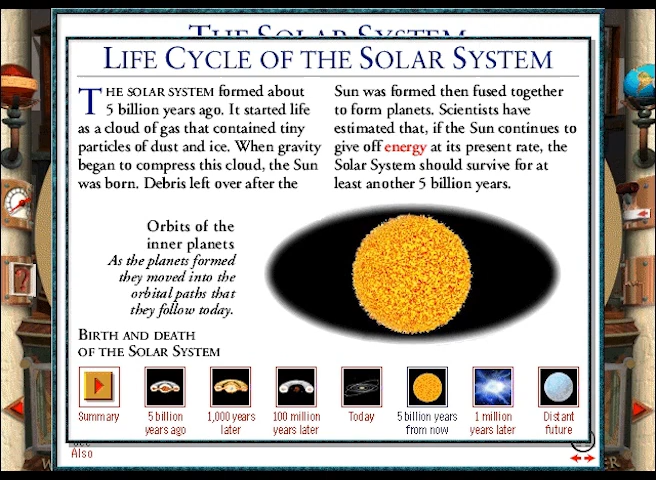 THE SOLAR SYSTEM
LIFE CYCLE OF THE SOLAR SYSTEM
THE SOLAR SYSTEM formed about
5 billion years ago. It started life
as a cloud of gas that contained tiny
particles of dust and ice. When gravity
began to compress this cloud, the Sun
was born. Debris left over after the
Sun was formed then fused together
to form planets. Scientists have
estimated that, if the Sun continues to
give off energy at its present rate, the
Solar System should survive for at
least another 5 billion years.
Orbits of the
inner planets
As the planets formed
they moved into the
orbital paths that
they follow today.
BIRTH AND DEATH
OF THE SOLAR SYSTEM
Summary
5 billion
years ago
1,000 years
later
100 million
years later
Today
5 billion years
from now
1 million
years later
Distant
future
See
Also